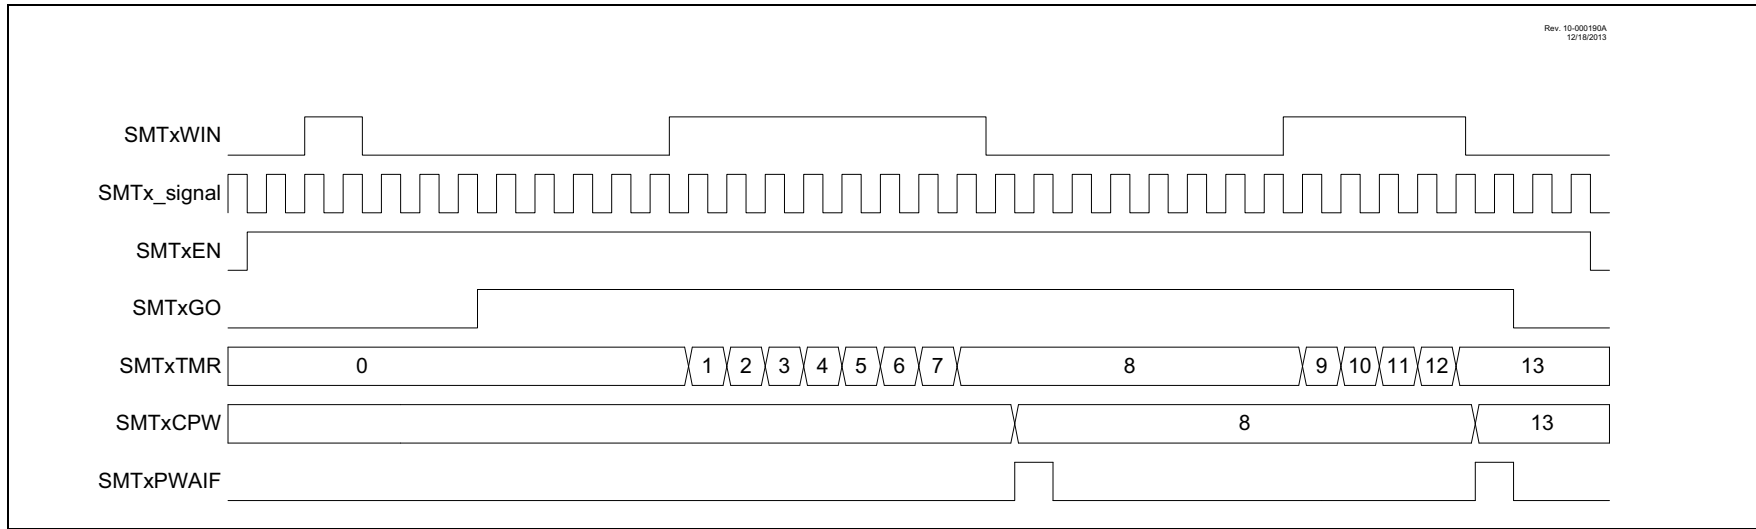 Rev. 10-000190A
12/18/2013
SMTxWIN
SMTx_signal
SMTxEN
SMTxGO
SMTxTMR 0 1 2 3 4 5 6 7 8 9 10 11 12 13
SMTxCPW 8 13
SMTxPWAIF